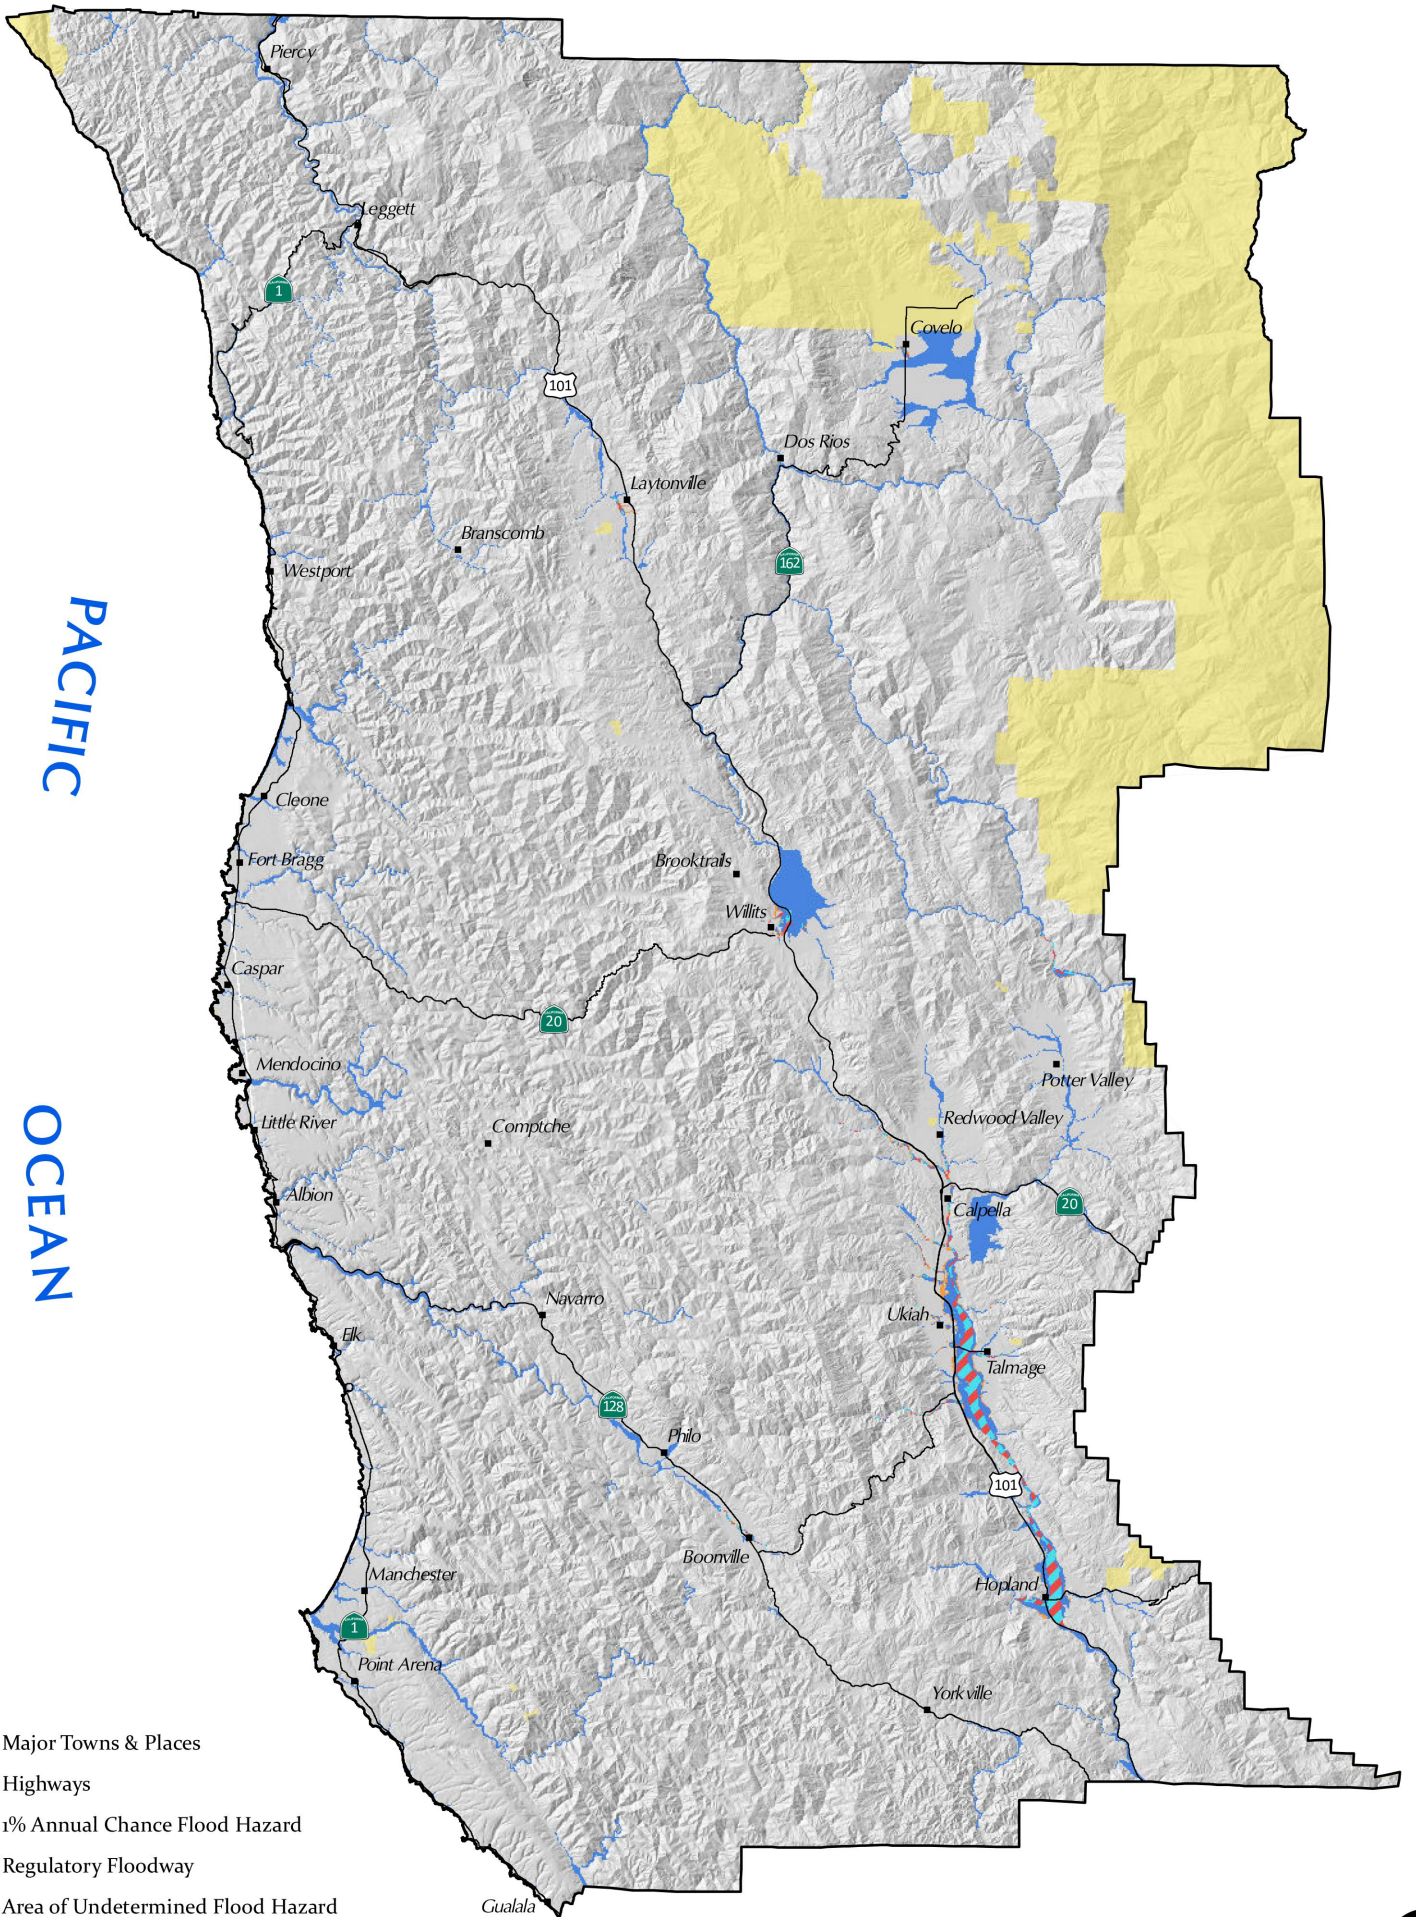 Piercy
Leggett
1
Covelo
101
Dos Rios
Laytonville
Branscomb
162
Westport
PACIFIC
Cleone
Fort Bragg
Brooktrails
Willits
Caspar
20
Mendocino
Potter Valley
Little River
Comptche
Redwood Valley
OCEAN
Albion
20
Calpella
Navarro
Ukiah
Elk
Talmage
128
Philo
101
Boonville
Manchester
Hopland
1
Point Arena
Yorkville
Major Towns & Places
Highways
1% Annual Chance Flood Hazard
Regulatory Floodway
Area of Undetermined Flood Hazard
Gualala